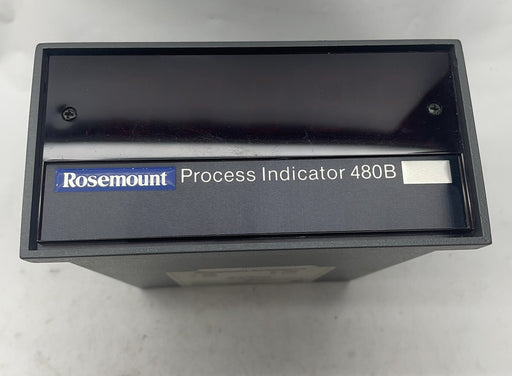 Rosemount Process Indicator 480B